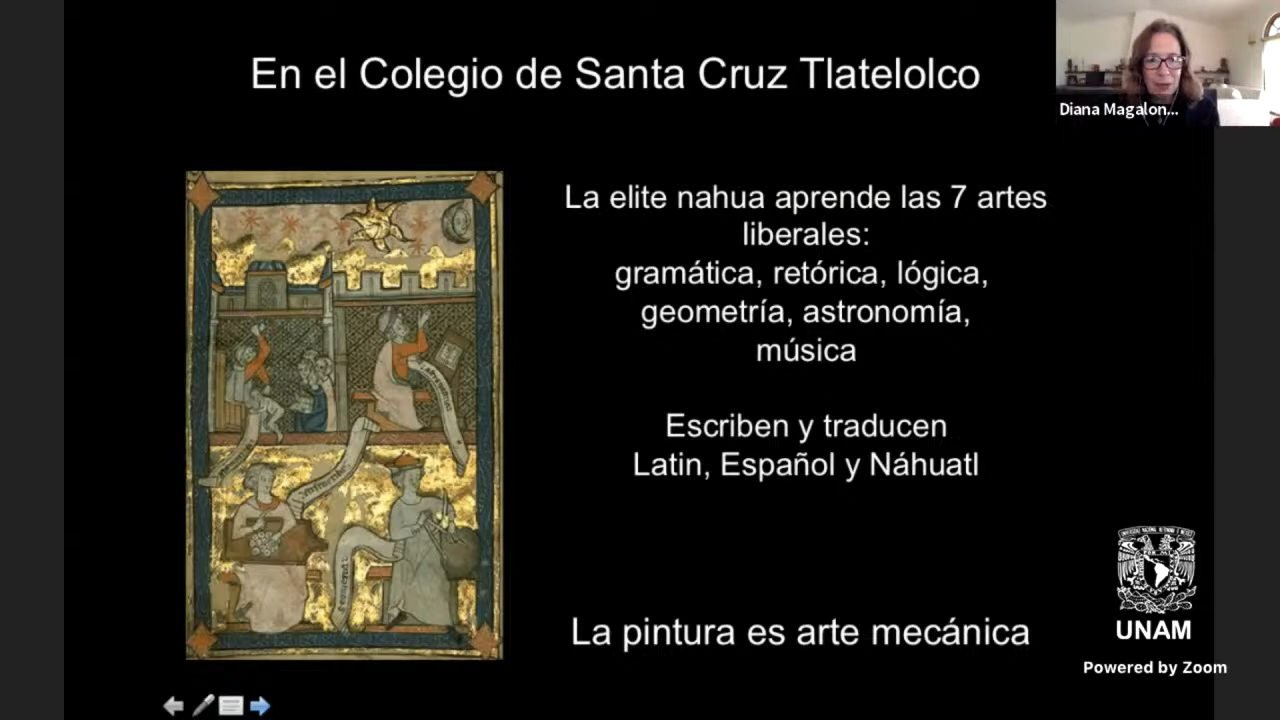 En el Colegio de Santa Cruz Tlatelolco
Diana Magalon...
La elite nahua aprende las 7 artes
liberales:
gramática, retórica, lógica,
geometría, astronomía,
música
Escriben y traducen
Latin, Español y Náhuatl
La pintura es arte mecánica
UNAM
Powered by Zoom